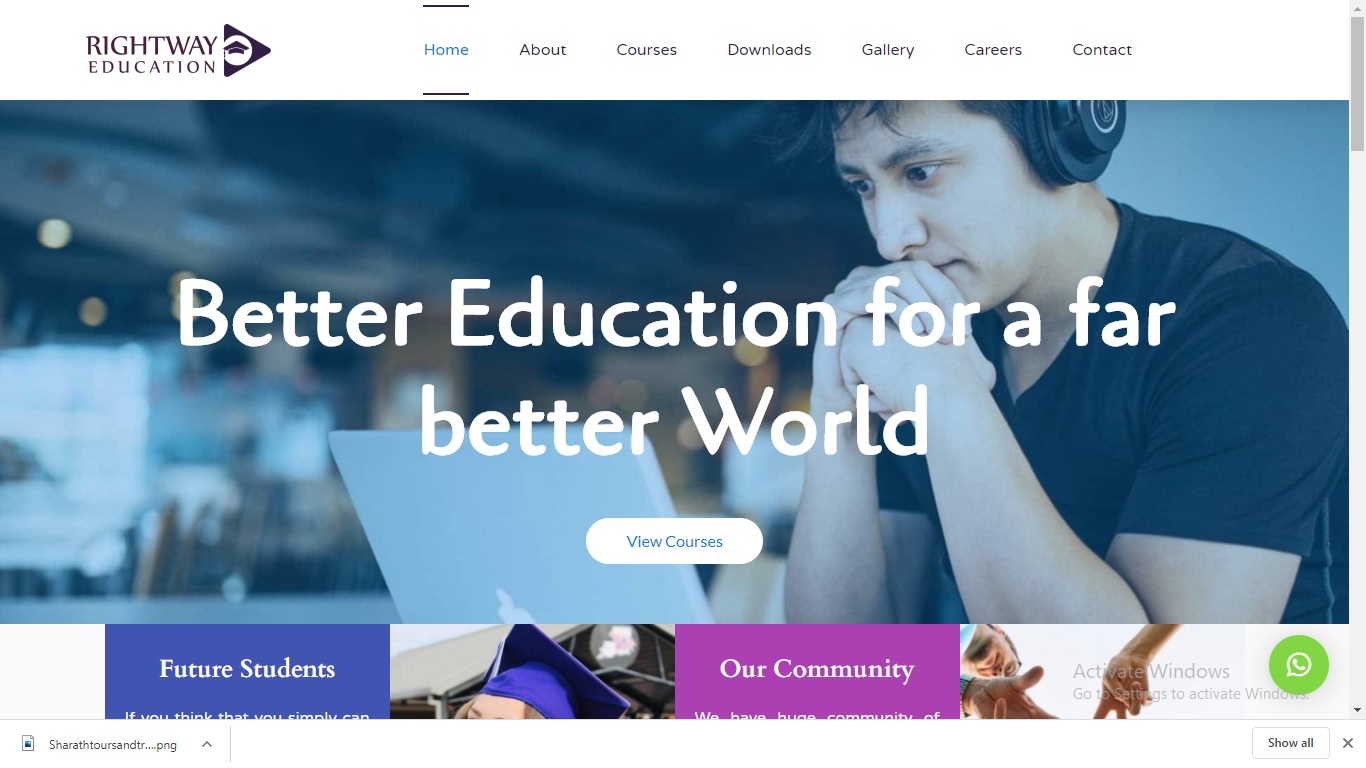 RIGHTWAY
EDUCATION
Home About Courses Downloads Gallery Careers Contact
Better Education for a far
better World
View Courses
Future Students
Our Community
If you think that you simply can
We have huge community of
Activate Windows
Go to Settings to activate Windows.
Sharathtoursandtr....png
Show all